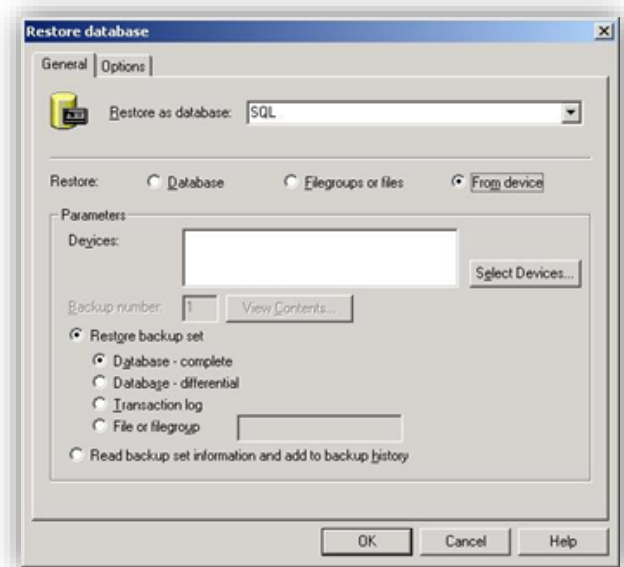 Restore database
General Options
Restore as database: SQL
Restore: Database Filegroups or files From device
Parameters
Devices:
Select Devices...
Backup number: 1 View Contents...
Restore backup set
Database - complete
Database - differential
Transaction log
File or filegroup
Read backup set information and add to backup history
OK Cancel Help